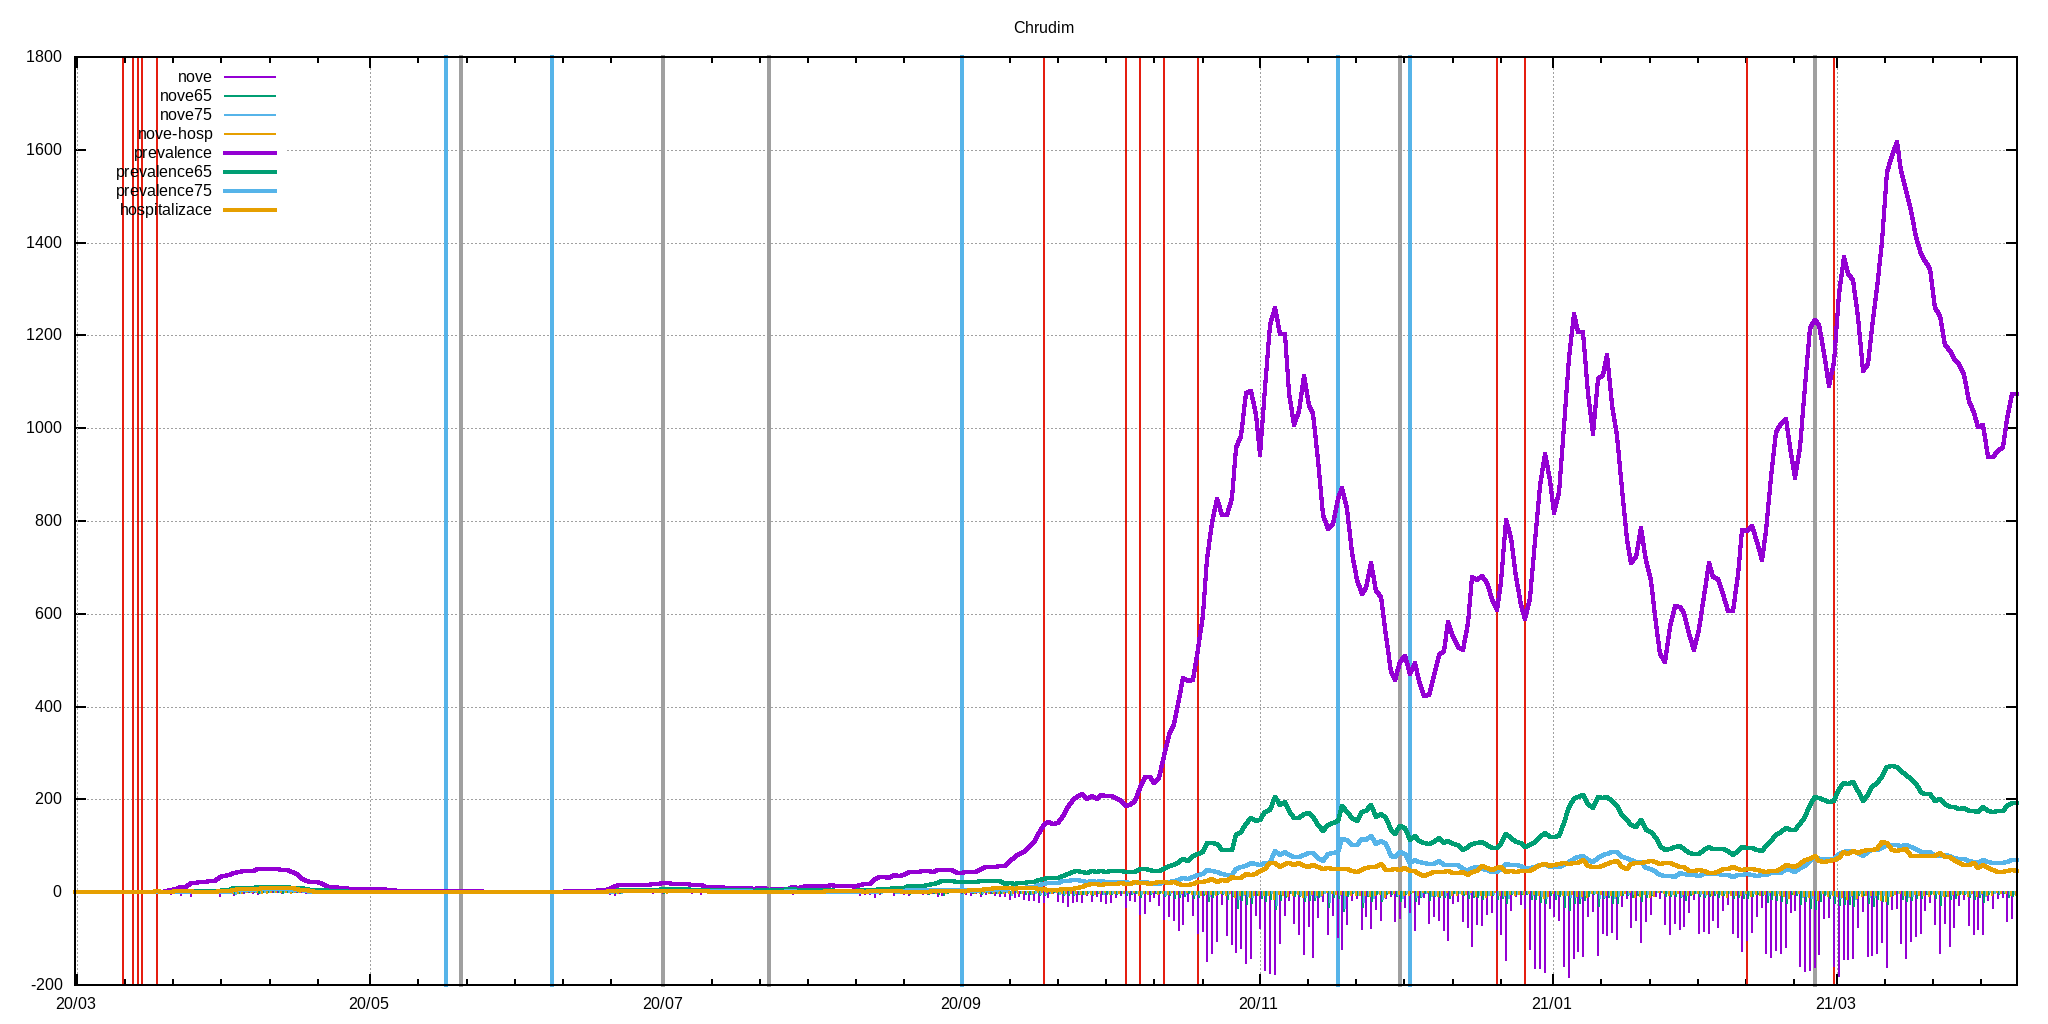 Chrudim
1800
1600
1400
1200
1000
800
600
400
200
0
-200
nove
nove65
nove75
nove-hosp
prevalence
prevalence65
prevalence75
hospitalizace
20/03 20/05 20/07 20/09 20/11 21/01 21/03